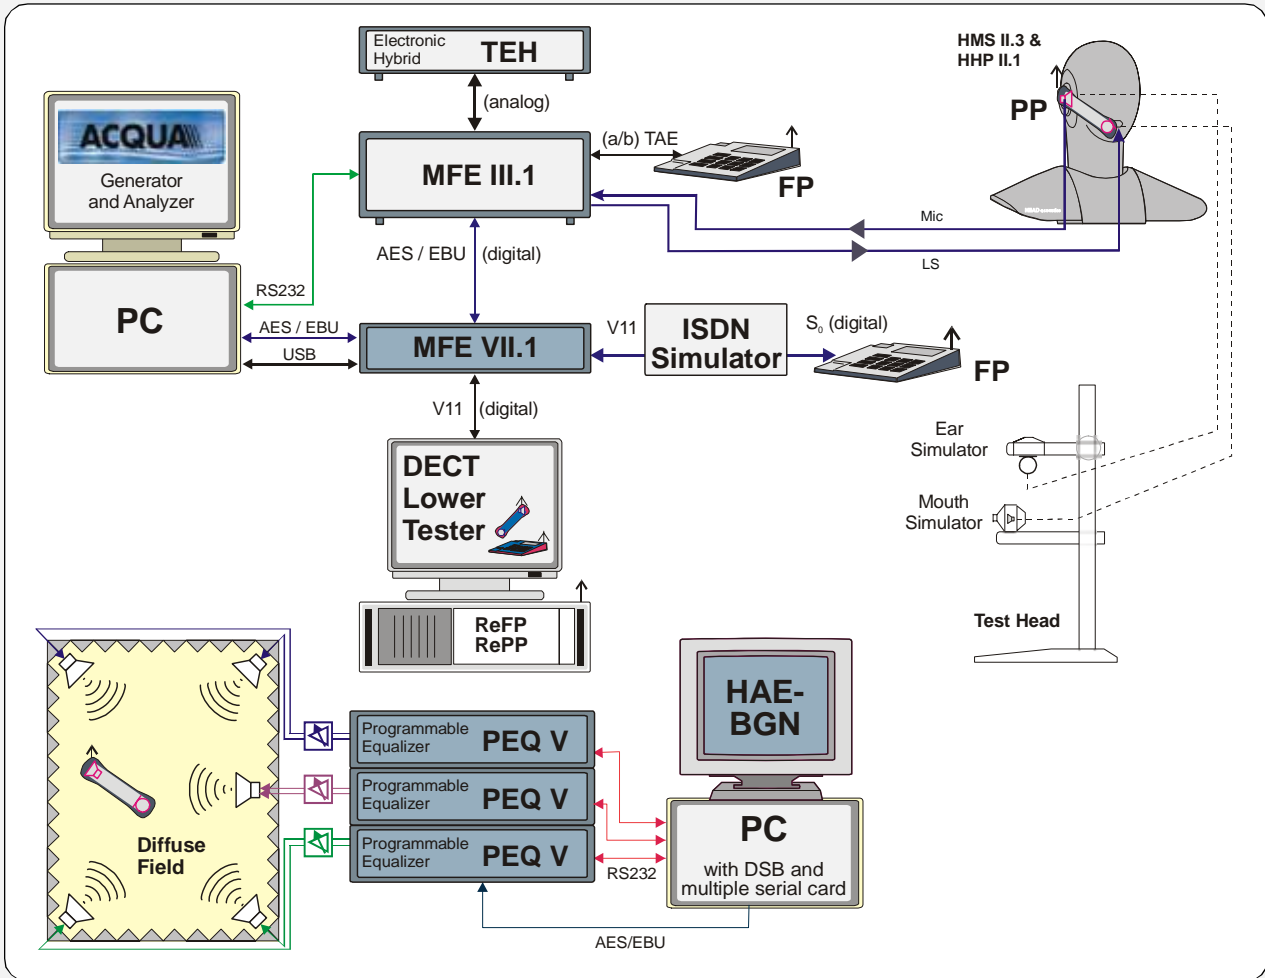 Electronic
Hybrid
TEH
(analog)
HMS II.3 &
HHP II.1
PP
ACQUA
Generator
and Analyzer
PC
MFE III.1
(a/b) TAE
FP
Mic
LS
RS232
AES / EBU
(digital)
AES / EBU
USB
MFE VII.1
V11
ISDN
Simulator
S0 (digital)
FP
V11
(digital)
DECT
Lower
Tester
ReFP
RePP
Ear
Simulator
Mouth
Simulator
Test Head
HAE-
BGN
PC
with DSB and
multiple serial card
Programmable
Equalizer
PEQ V
Programmable
Equalizer
PEQ V
Programmable
Equalizer
PEQ V
RS232
AES/EBU
Diffuse
Field